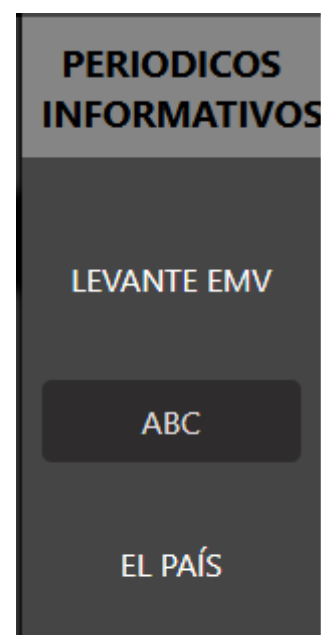 PERIODICOS
INFORMATIVOS
LEVANTE EMV
ABC
EL PAÍS